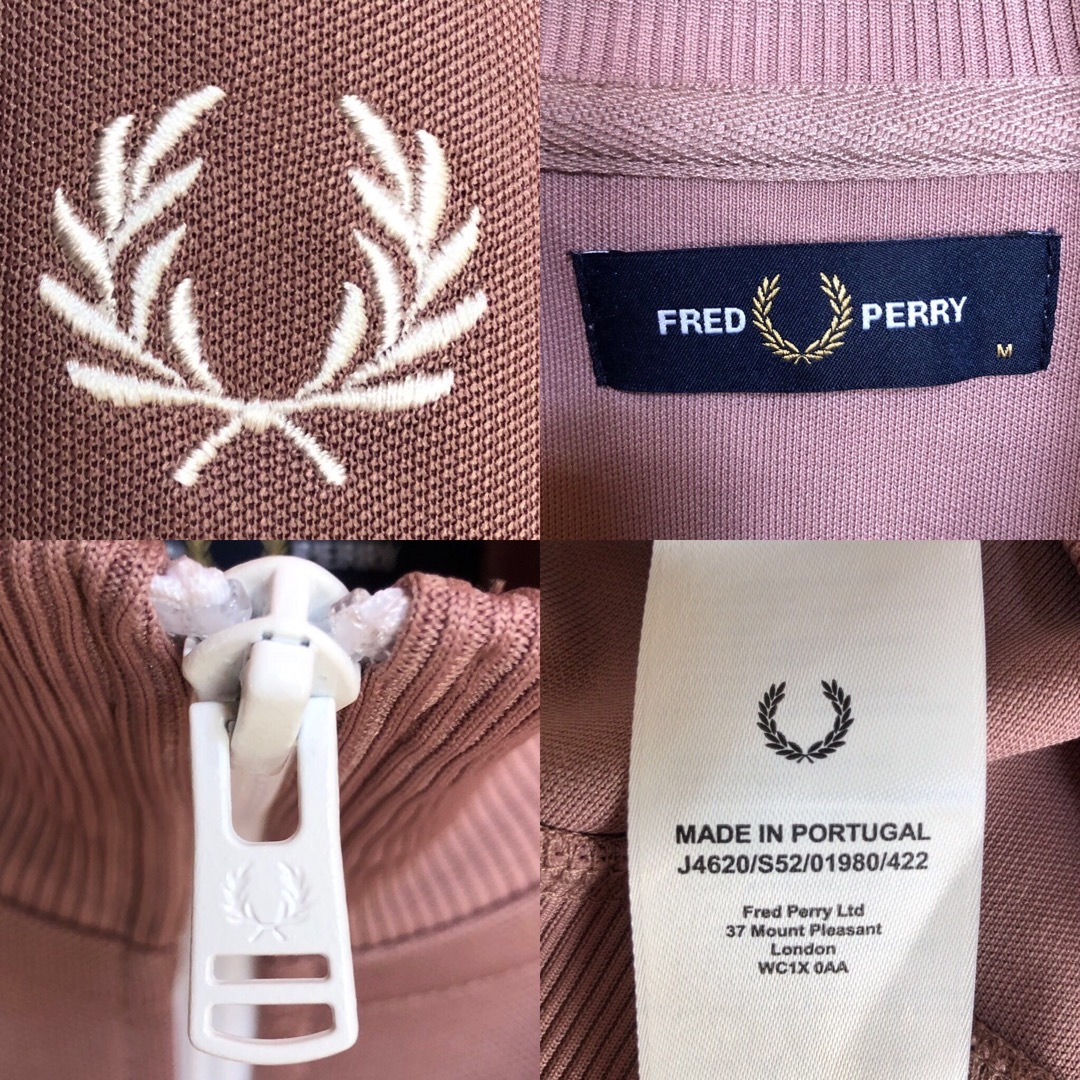 FRED PERRY
M
MADE IN PORTUGAL
J4620/S52/01980/422
Fred Perry Ltd
37 Mount Pleasant
London
WC1X 0AA